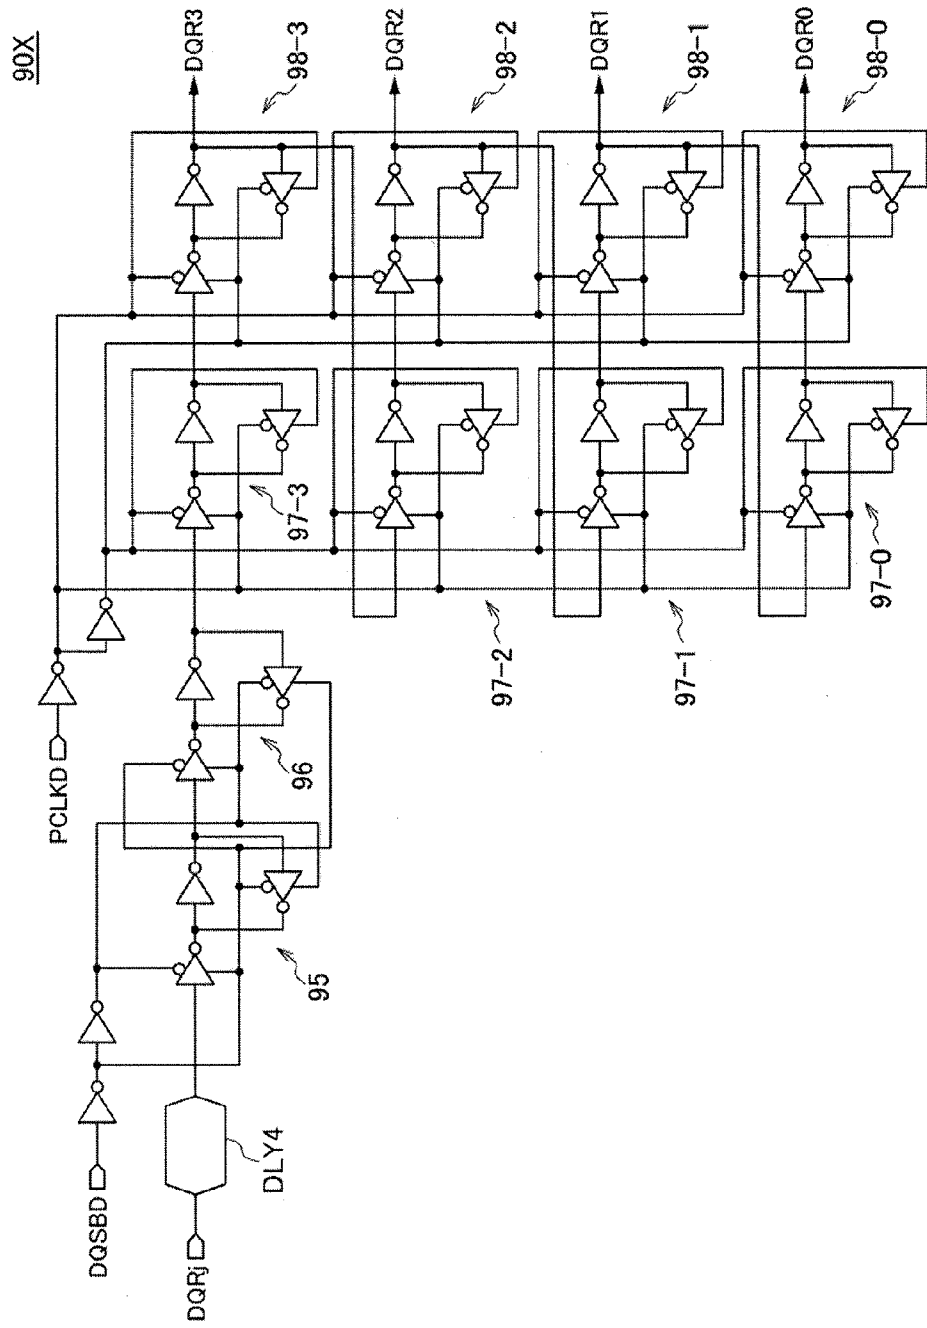 90X
DQR3
98-3
DQR2
98-2
DQR1
98-1
DQR0
98-0
97-3
97-2
97-1
97-0
PCLKD
96
95
DQSBD
DQRj
DLY4